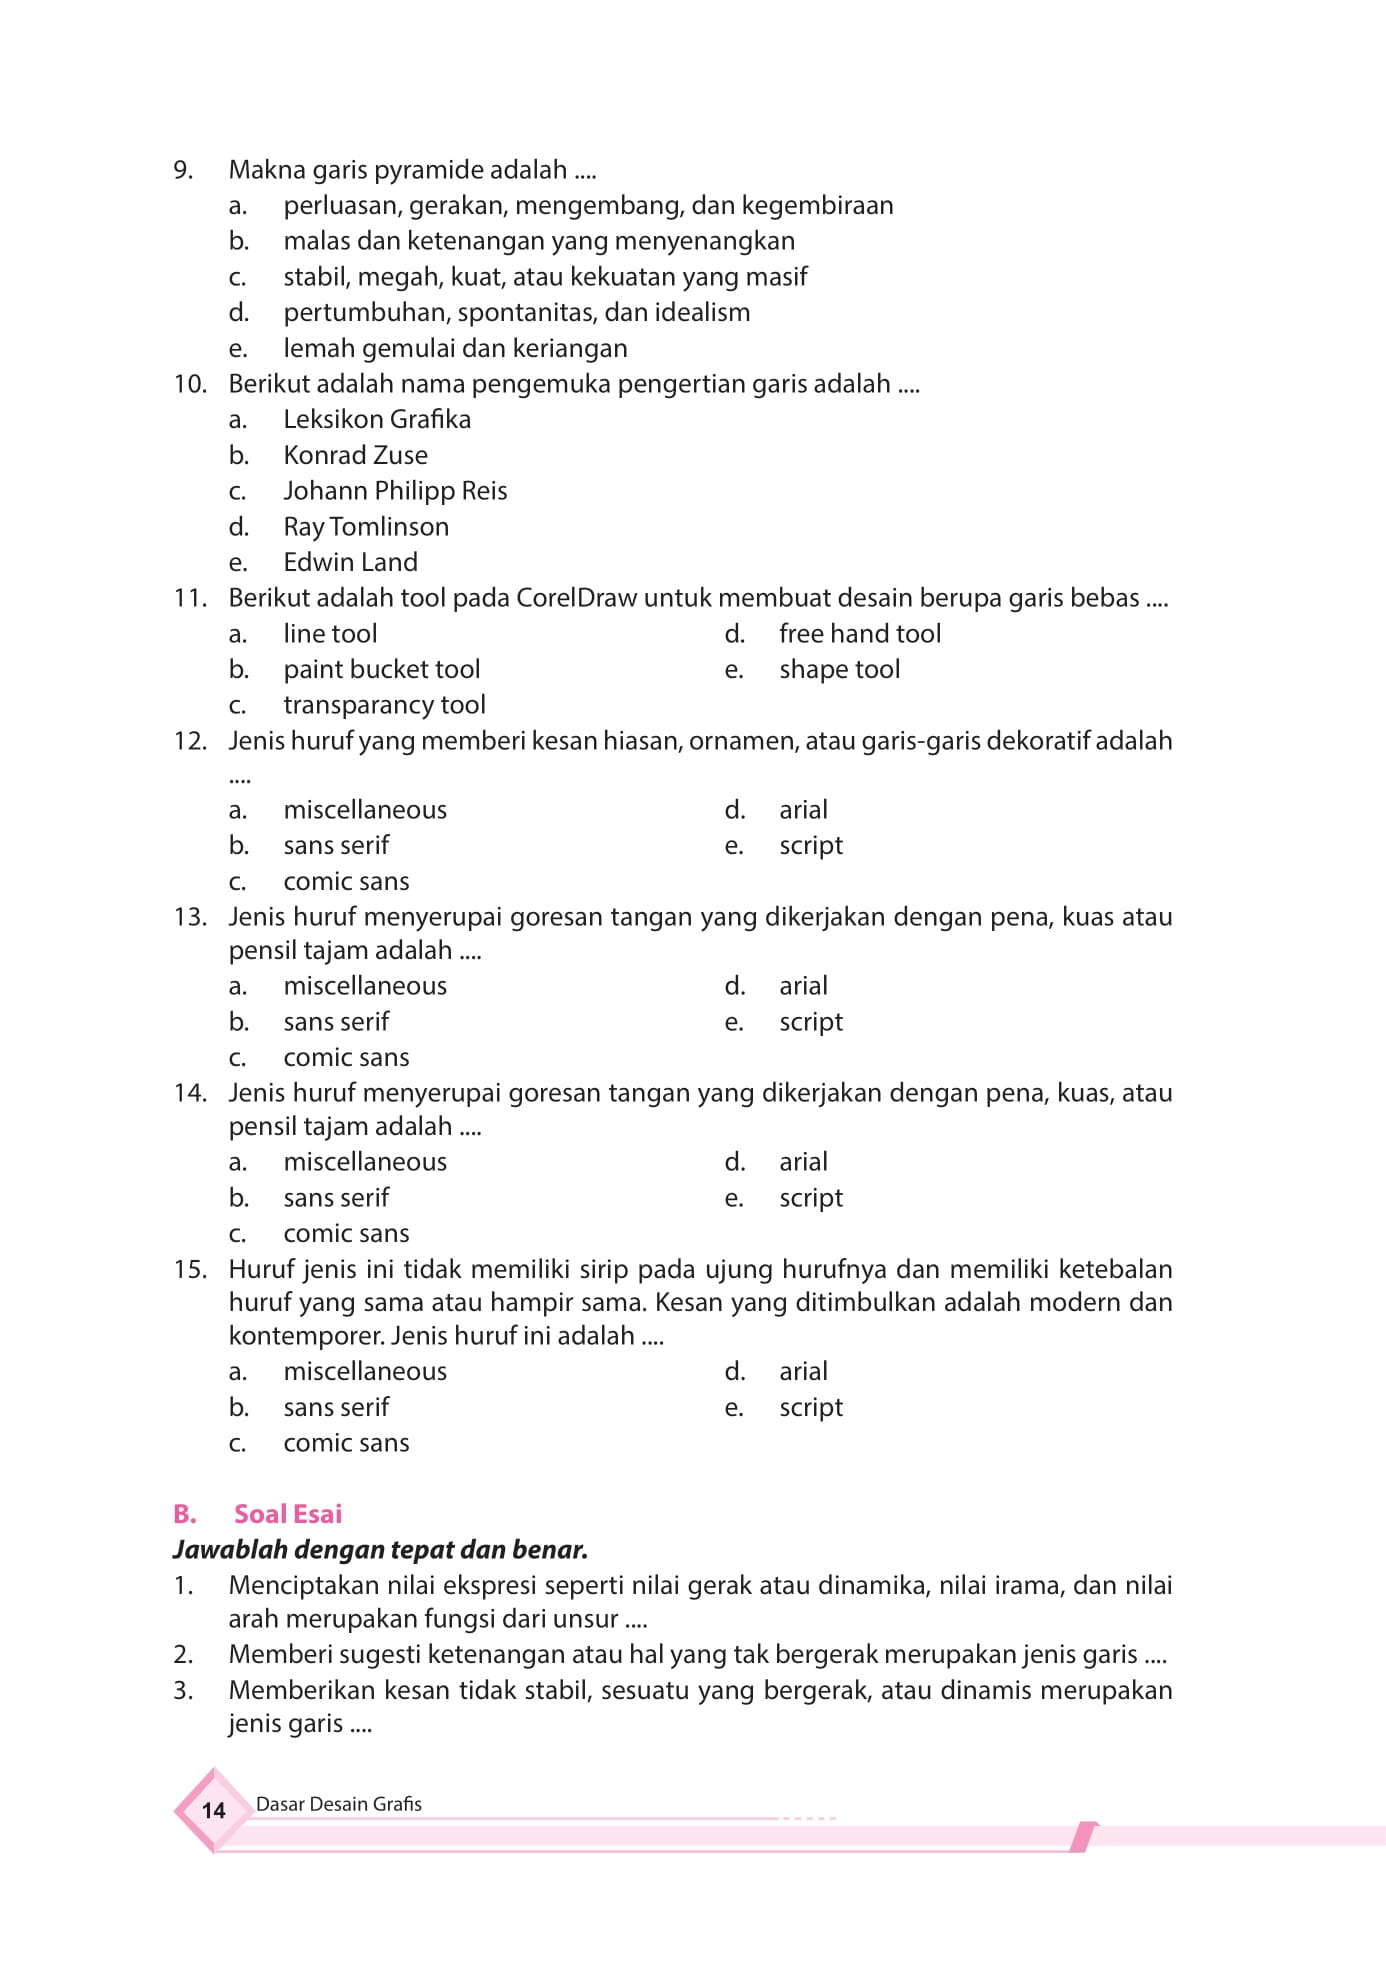 9. Makna garis pyramide adalah ....
a. perluasan, gerakan, mengembang, dan kegembiraan
b. malas dan ketenangan yang menyenangkan
c. stabil, megah, kuat, atau kekuatan yang masif
d. pertumbuhan, spontanitas, dan idealism
e. lemah gemulai dan keriangan
10. Berikut adalah nama pengemuka pengertian garis adalah ....
a. Leksikon Grafika
b. Konrad Zuse
c. Johann Philipp Reis
d. Ray Tomlinson
e. Edwin Land
11. Berikut adalah tool pada CorelDraw untuk membuat desain berupa garis bebas ....
a. line tool d. free hand tool
b. paint bucket tool e. shape tool
c. transparancy tool
12. Jenis huruf yang memberi kesan hiasan, ornamen, atau garis-garis dekoratif adalah
....
a. miscellaneous d. arial
b. sans serif e. script
c. comic sans
13. Jenis huruf menyerupai goresan tangan yang dikerjakan dengan pena, kuas atau
pensil tajam adalah ....
a. miscellaneous d. arial
b. sans serif e. script
c. comic sans
14. Jenis huruf menyerupai goresan tangan yang dikerjakan dengan pena, kuas, atau
pensil tajam adalah ....
a. miscellaneous d. arial
b. sans serif e. script
c. comic sans
15. Huruf jenis ini tidak memiliki sirip pada ujung hurufnya dan memiliki ketebalan
huruf yang sama atau hampir sama. Kesan yang ditimbulkan adalah modern dan
kontemporer. Jenis huruf ini adalah ....
a. miscellaneous d. arial
b. sans serif e. script
c. comic sans
B. Soal Esai
Jawablah dengan tepat dan benar.
1. Menciptakan nilai ekspresi seperti nilai gerak atau dinamika, nilai irama, dan nilai
arah merupakan fungsi dari unsur ....
2. Memberi sugesti ketenangan atau hal yang tak bergerak merupakan jenis garis ....
3. Memberikan kesan tidak stabil, sesuatu yang bergerak, atau dinamis merupakan
jenis garis ....
14 Dasar Desain Grafis